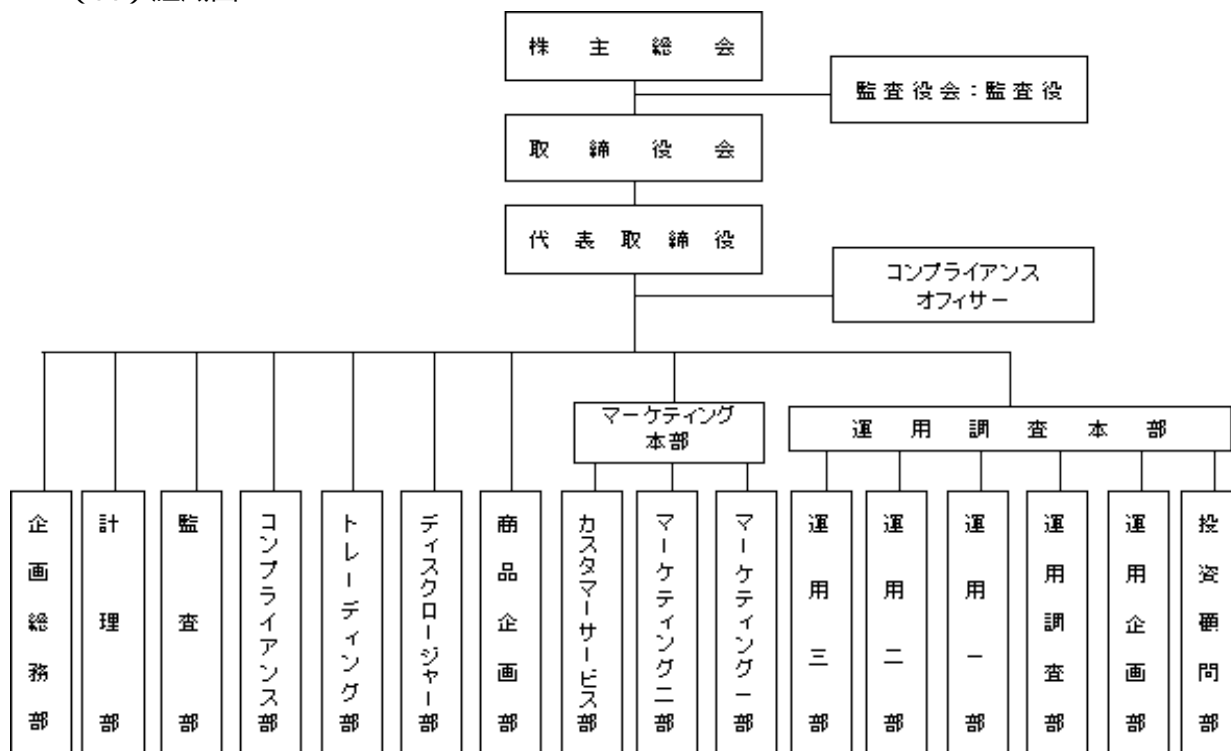 株主総会
監査役会：監査役
取締役会
代表取締役
コンプライアンス
オフィサー
マーケティング
本部
運用調査本部
企画総務部
計理部
監査部
コンプライアンス部
トレーディング部
ディスクロージャー部
商品企画部
カスタマーサービス部
マーケティング二部
マーケティング一部
運用三部
運用二部
運用一部
運用調査部
運用企画部
投資顧問部